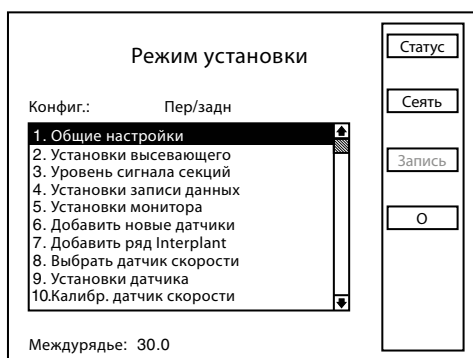 Режим установки
Конфиг.: Пер/задн
1. Общие настройки
2. Установки высевающего
3. Уровень сигнала секций
4. Установки записи данных
5. Установки монитора
6. Добавить новые датчики
7. Добавить ряд Interplant
8. Выбрать датчик скорости
9. Установки датчика
10.Калибр. датчик скорости
Междурядье: 30.0
Статус
Сеять
Запись
О